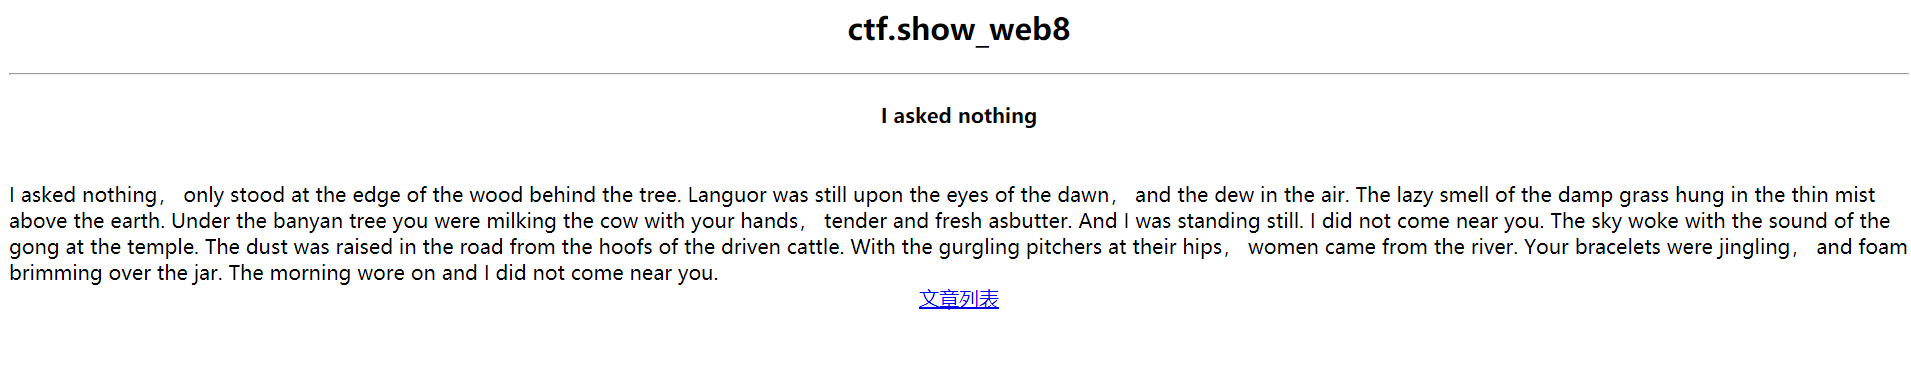 ctf.show_web8
I asked nothing
I asked nothing， only stood at the edge of the wood behind the tree. Languor was still upon the eyes of the dawn， and the dew in the air. The lazy smell of the damp grass hung in the thin mist
above the earth. Under the banyan tree you were milking the cow with your hands， tender and fresh asbutter. And I was standing still. I did not come near you. The sky woke with the sound of the
gong at the temple. The dust was raised in the road from the hoofs of the driven cattle. With the gurgling pitchers at their hips， women came from the river. Your bracelets were jingling， and foam
brimming over the jar. The morning wore on and I did not come near you.
文章列表